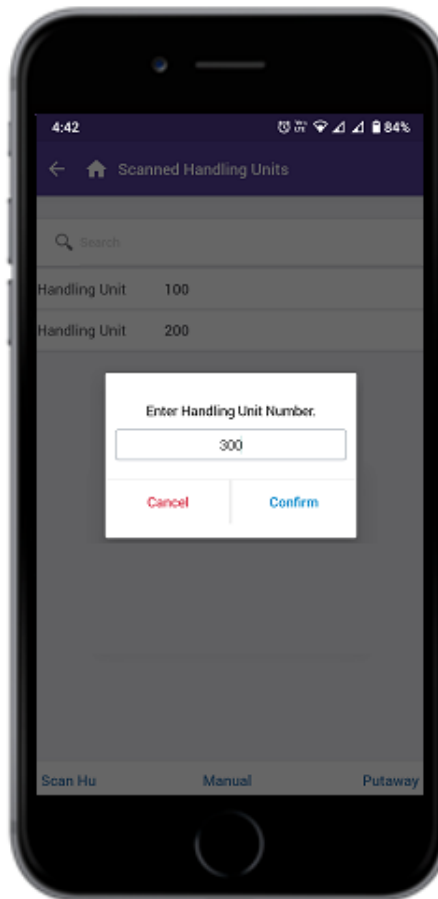 4:42 84%
Scanned Handling Units
Search
Handling Unit 100
Handling Unit 200
Enter Handling Unit Number.
300
Cancel Confirm
Scan Hu Manual Putaway